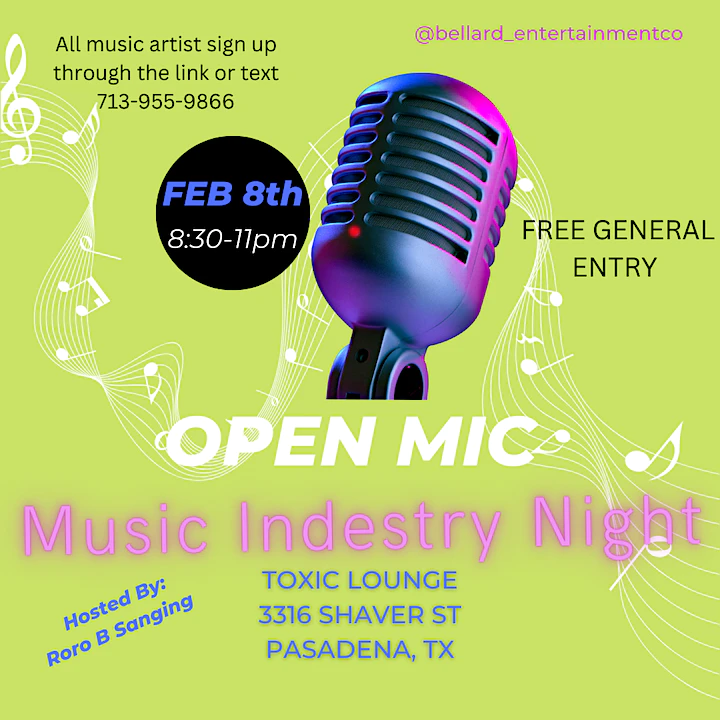 @bellard_entertainmentco
All music artist sign up
through the link or text
713-955-9866
FEB 8th
8:30-11pm
FREE GENERAL
ENTRY
OPEN MIC
Music Indestry Night
TOXIC LOUNGE
3316 SHAVER ST
PASADENA, TX
Hosted By:
Roro B Sanging